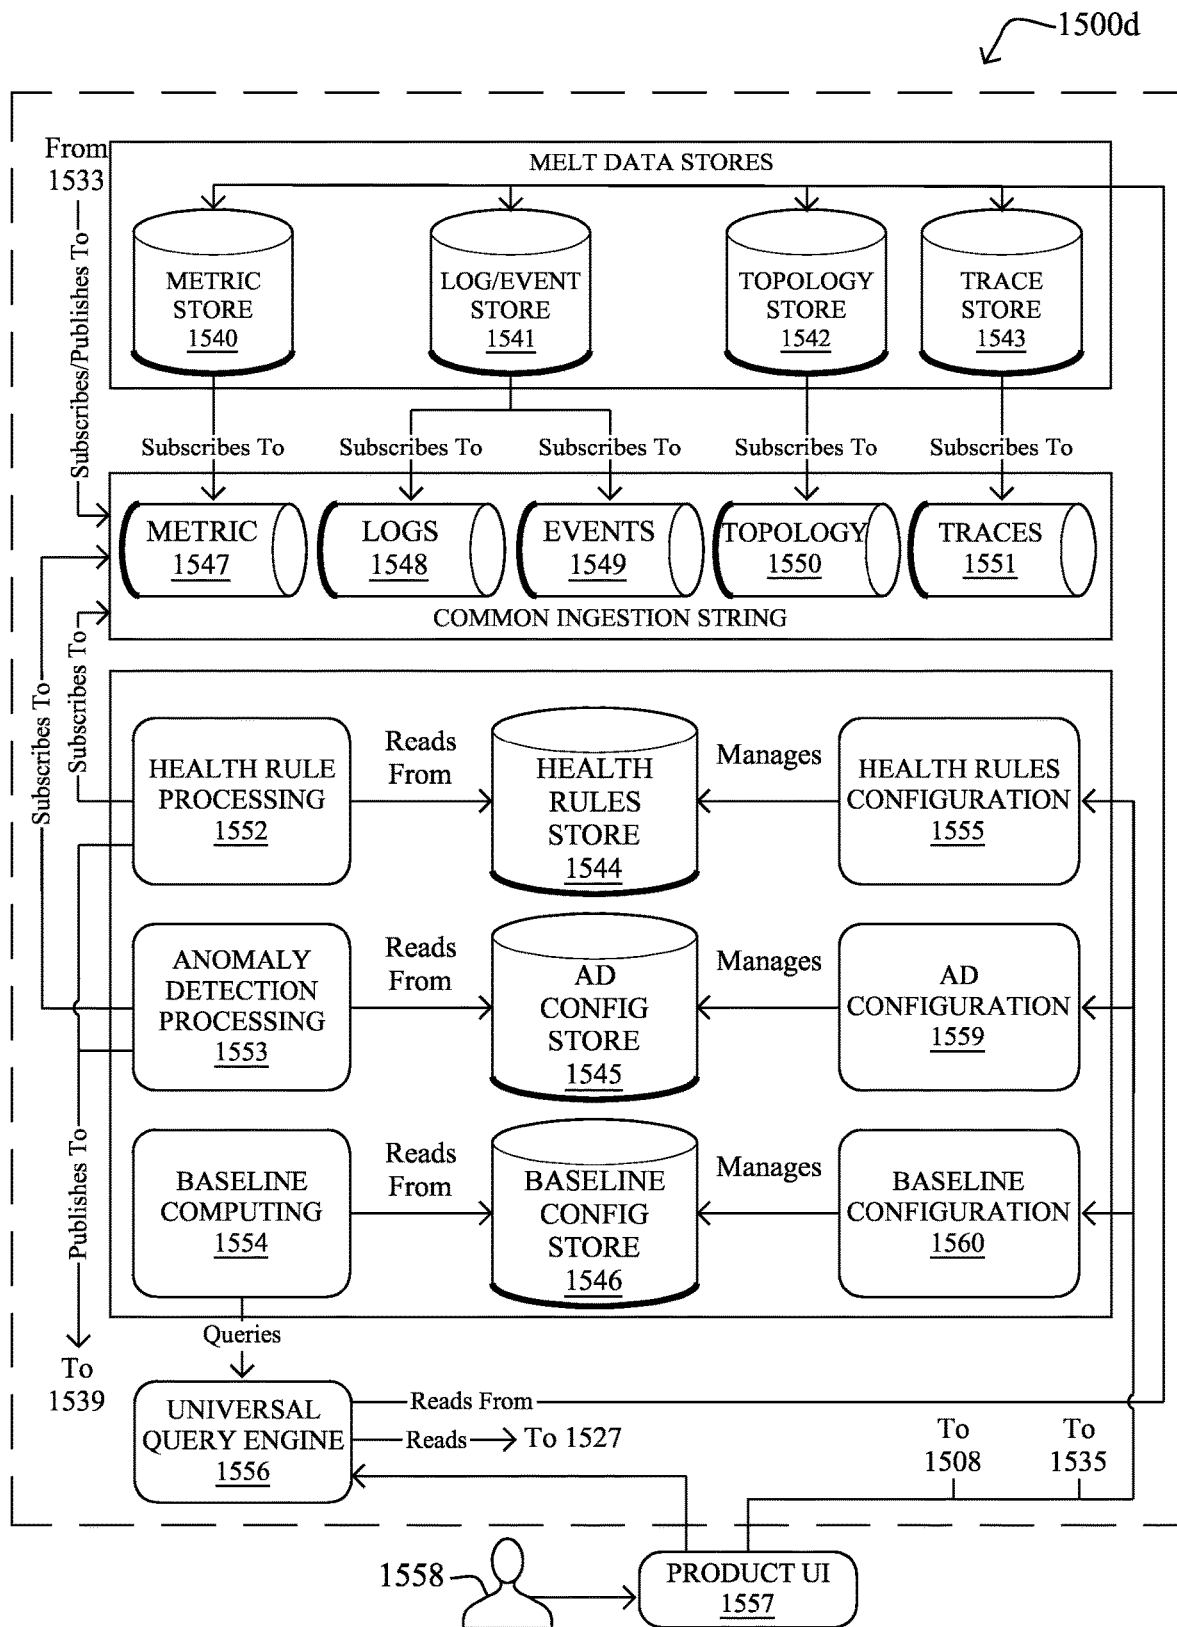 1500d
From
1533
MELT DATA STORES
METRIC
STORE
1540
LOG/EVENT
STORE
1541
TOPOLOGY
STORE
1542
TRACE
STORE
1543
Subscribes/Publishes To
Subscribes To
Subscribes To
Subscribes To
Subscribes To
Subscribes To
METRIC
1547
LOGS
1548
EVENTS
1549
TOPOLOGY
1550
TRACES
1551
COMMON INGESTION STRING
Subscribes To
Subscribes To
HEALTH RULE
PROCESSING
1552
Reads
From
HEALTH
RULES
STORE
1544
Manages
HEALTH RULES
CONFIGURATION
1555
ANOMALY
DETECTION
PROCESSING
1553
Reads
From
AD
CONFIG
STORE
1545
Manages
AD
CONFIGURATION
1559
Publishes To
BASELINE
COMPUTING
1554
Reads
From
BASELINE
CONFIG
STORE
1546
Manages
BASELINE
CONFIGURATION
1560
Queries
To
1539
UNIVERSAL
QUERY ENGINE
1556
Reads From
Reads
To 1527
To
1508
To
1535
1558
PRODUCT UI
1557